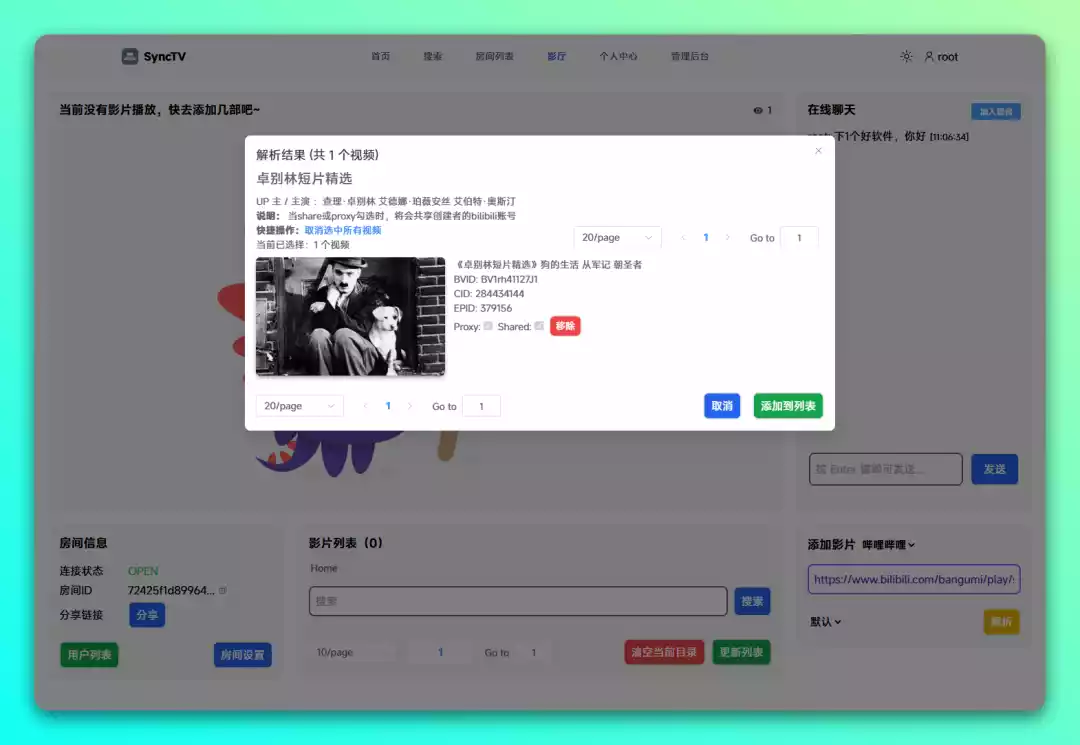 SyncTV
首页
搜索
房间列表
影厅
个人中心
管理后台
root
当前没有影片播放，快去添加几部吧~
1
在线聊天
下1个好软件，你好 [11:06:34]
解析结果 (共 1 个视频)
卓别林短片精选
UP 主 / 主演 ： 查理·卓别林 艾德娜·珀薇安丝 艾伯特·奥斯汀
说明： 当share或proxy勾选时，将会共享创建者的bilibili账号
快捷操作：取消选中所有视频
当前已选择：1 个视频
20/page
1
Go to
1
《卓别林短片精选》狗的生活 从军记 朝圣者
BVID: BV1rh41127J1
CID: 284434144
EPID: 379156
Proxy:
Shared:
移除
20/page
1
Go to
1
取消
添加到列表
发送
房间信息
连接状态
OPEN
房间ID
72425f1d89964...
分享链接
分享
用户列表
房间设置
影片列表（0）
Home
搜索
搜索
10/page
1
Go to
1
清空当前目录
更新列表
添加影片
哔哩哔哩
https://www.bilibili.com/bangumi/play/
默认
解析